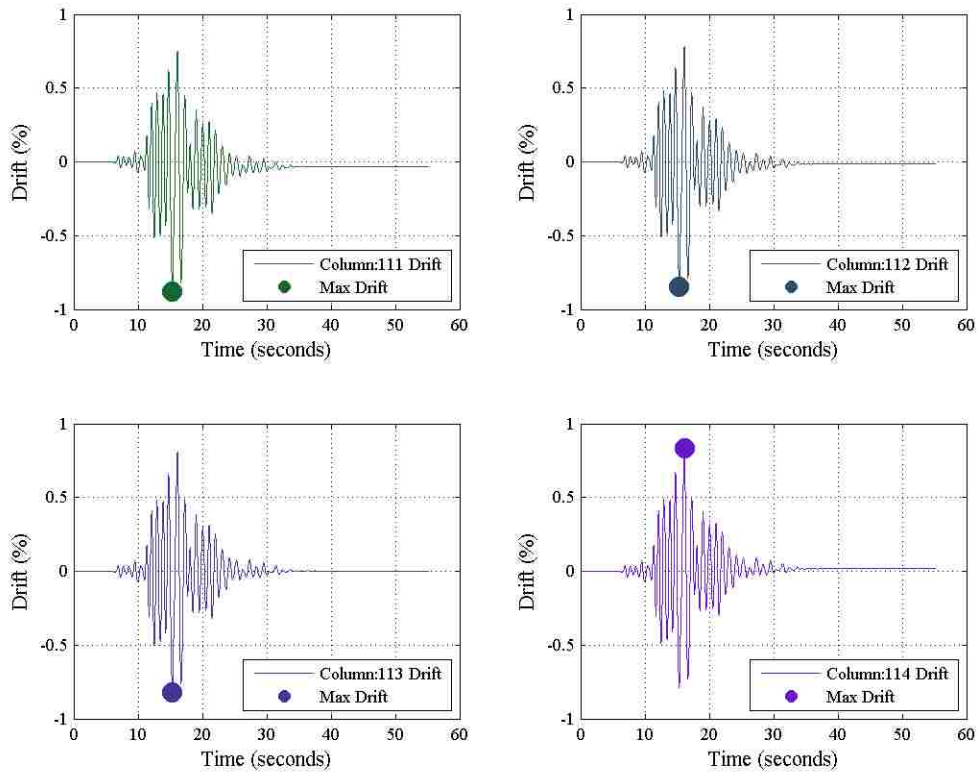 1
0.5
0
-0.5
-1
Drift (%)
Column:111 Drift
Max Drift
0 10 20 30 40 50 60
Time (seconds)
1
0.5
0
-0.5
-1
Drift (%)
Column:112 Drift
Max Drift
0 10 20 30 40 50 60
Time (seconds)
1
0.5
0
-0.5
-1
Drift (%)
Column:113 Drift
Max Drift
0 10 20 30 40 50 60
Time (seconds)
1
0.5
0
-0.5
-1
Drift (%)
Column:114 Drift
Max Drift
0 10 20 30 40 50 60
Time (seconds)